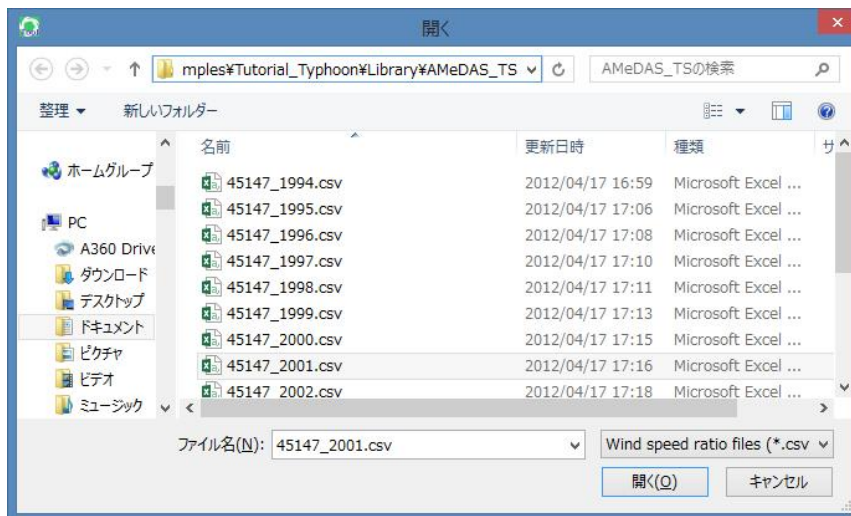 開く
mples¥Tutorial_Typhoon¥Library¥AMeDAS_TS
AMeDAS_TSの検索
整理 新しいフォルダー
名前 更新日時 種類 サ
45147_1994.csv 2012/04/17 16:59 Microsoft Excel ...
45147_1995.csv 2012/04/17 17:06 Microsoft Excel ...
45147_1996.csv 2012/04/17 17:08 Microsoft Excel ...
45147_1997.csv 2012/04/17 17:10 Microsoft Excel ...
45147_1998.csv 2012/04/17 17:11 Microsoft Excel ...
45147_1999.csv 2012/04/17 17:13 Microsoft Excel ...
45147_2000.csv 2012/04/17 17:15 Microsoft Excel ...
45147_2001.csv 2012/04/17 17:16 Microsoft Excel ...
45147_2002.csv 2012/04/17 17:18 Microsoft Excel ...
ホームグループ
PC
A360 Drive
ダウンロード
デスクトップ
ドキュメント
ピクチャ
ビデオ
ミュージック
ファイル名(N): 45147_2001.csv
Wind speed ratio files (*.csv
開く(O) キャンセル